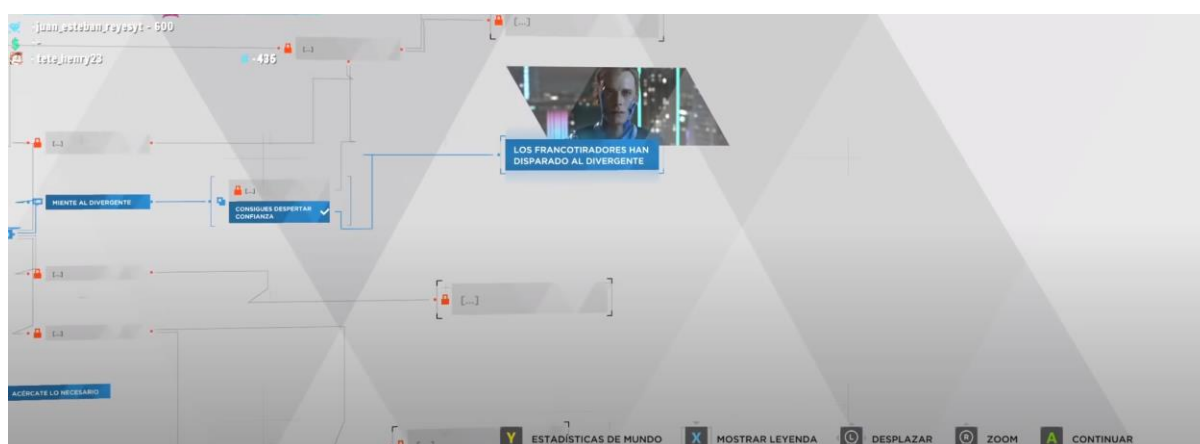 -juan_esteban_reyesyt - 600
[...]
[...]
- tete_henry23
-435
[...]
LOS FRANCOTIRADORES HAN
DISPARADO AL DIVERGENTE
[...]
MIENTE AL DIVERGENTE
CONSIGUES DESPERTAR
CONFIANZA
[...]
[...]
[...]
ACÉRCATE LO NECESARIO
[...]
Y ESTADÍSTICAS DE MUNDO
X MOSTRAR LEYENDA
L DESPLAZAR
R ZOOM
A CONTINUAR